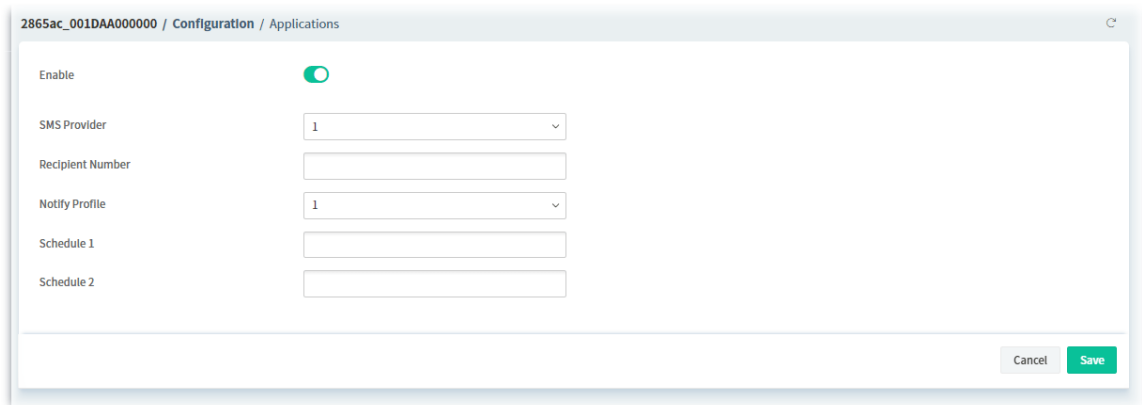 2865ac_001DAA000000 / Configuration / Applications
Enable
SMS Provider 1
Recipient Number
Notify Profile 1
Schedule 1
Schedule 2
Cancel Save